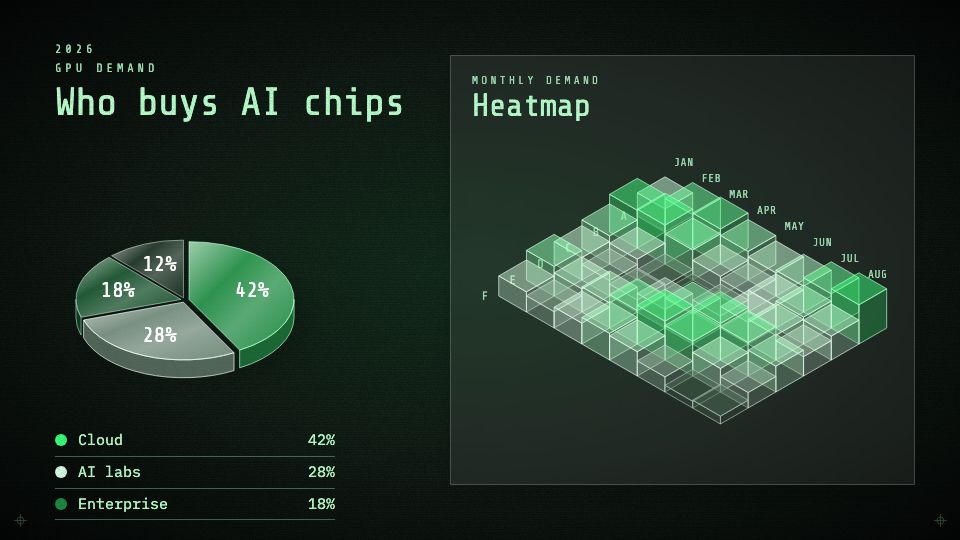 2026
GPU DEMAND
Who buys AI chips
12%
18%
42%
28%
Cloud 42%
AI labs 28%
Enterprise 18%
MONTHLY DEMAND
Heatmap
JAN
FEB
MAR
APR
MAY
JUN
JUL
AUG
A
B
C
D
E
F